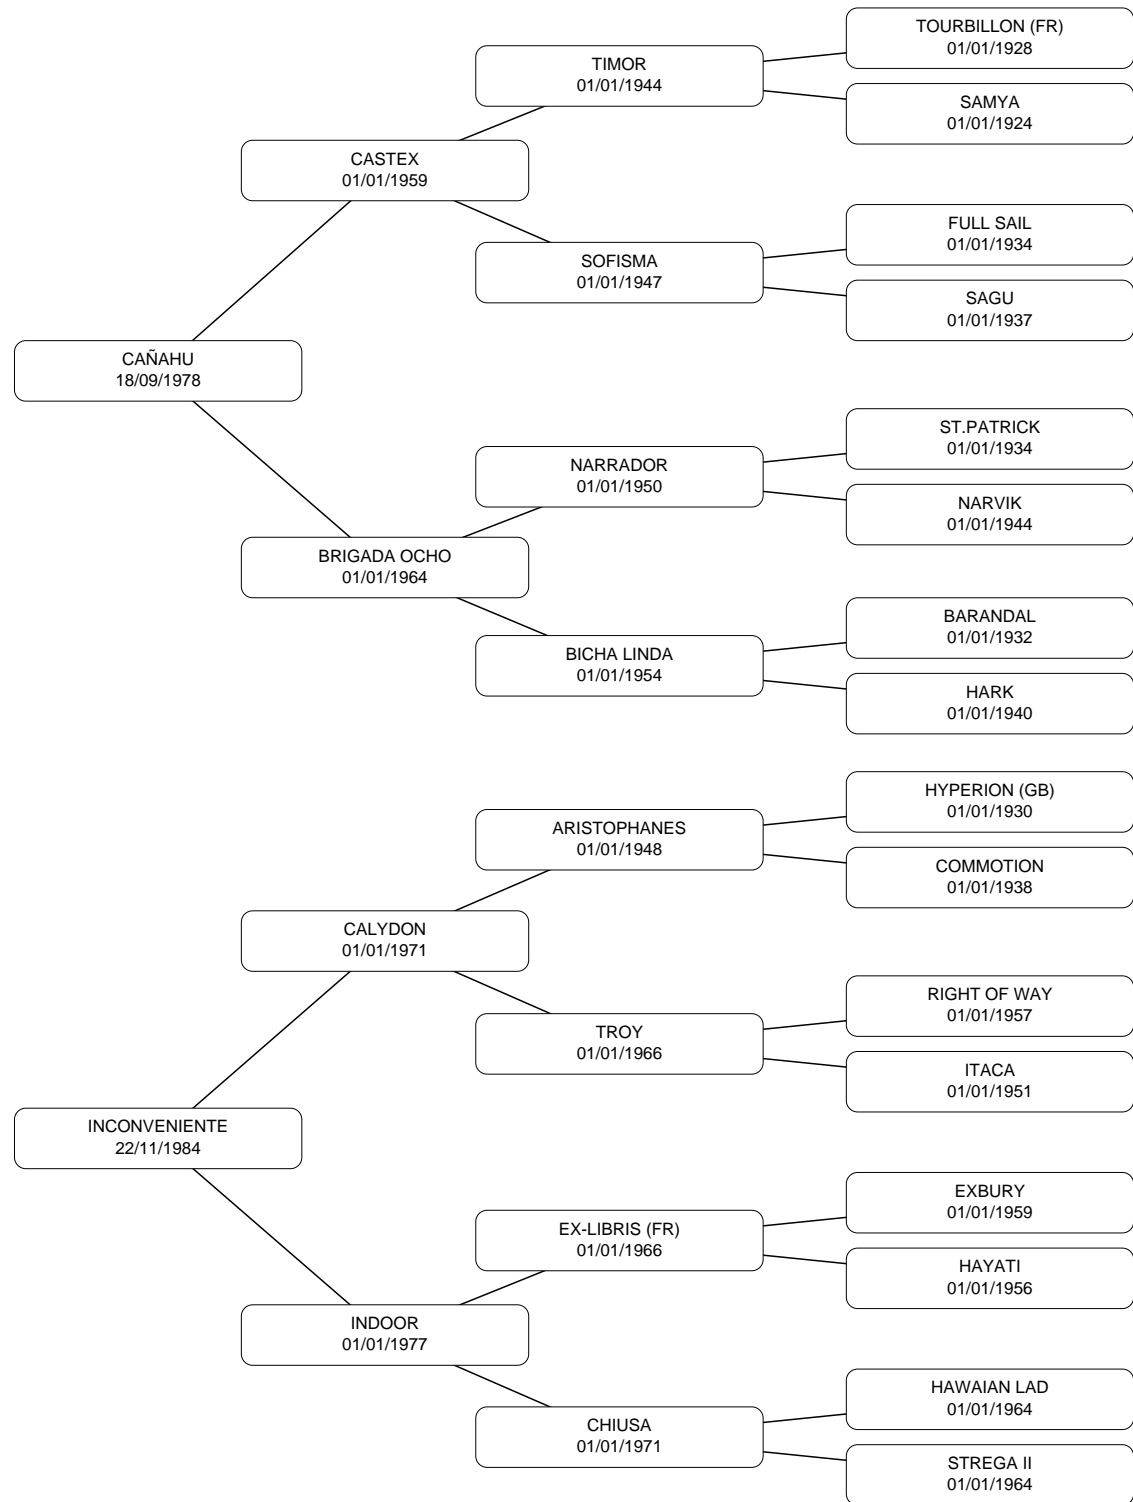 TOURBILLON (FR)
01/01/1928
TIMOR
01/01/1944
SAMYA
01/01/1924
CASTEX
01/01/1959
FULL SAIL
01/01/1934
SOFISMA
01/01/1947
SAGU
01/01/1937
CAÑAHU
18/09/1978
ST.PATRICK
01/01/1934
NARRADOR
01/01/1950
NARVIK
01/01/1944
BRIGADA OCHO
01/01/1964
BARANDAL
01/01/1932
BICHA LINDA
01/01/1954
HARK
01/01/1940
HYPERION (GB)
01/01/1930
ARISTOPHANES
01/01/1948
COMMOTION
01/01/1938
CALYDON
01/01/1971
RIGHT OF WAY
01/01/1957
TROY
01/01/1966
ITACA
01/01/1951
INCONVENIENTE
22/11/1984
EXBURY
01/01/1959
EX-LIBRIS (FR)
01/01/1966
HAYATI
01/01/1956
INDOOR
01/01/1977
HAWAIAN LAD
01/01/1964
CHIUSA
01/01/1971
STREGA II
01/01/1964